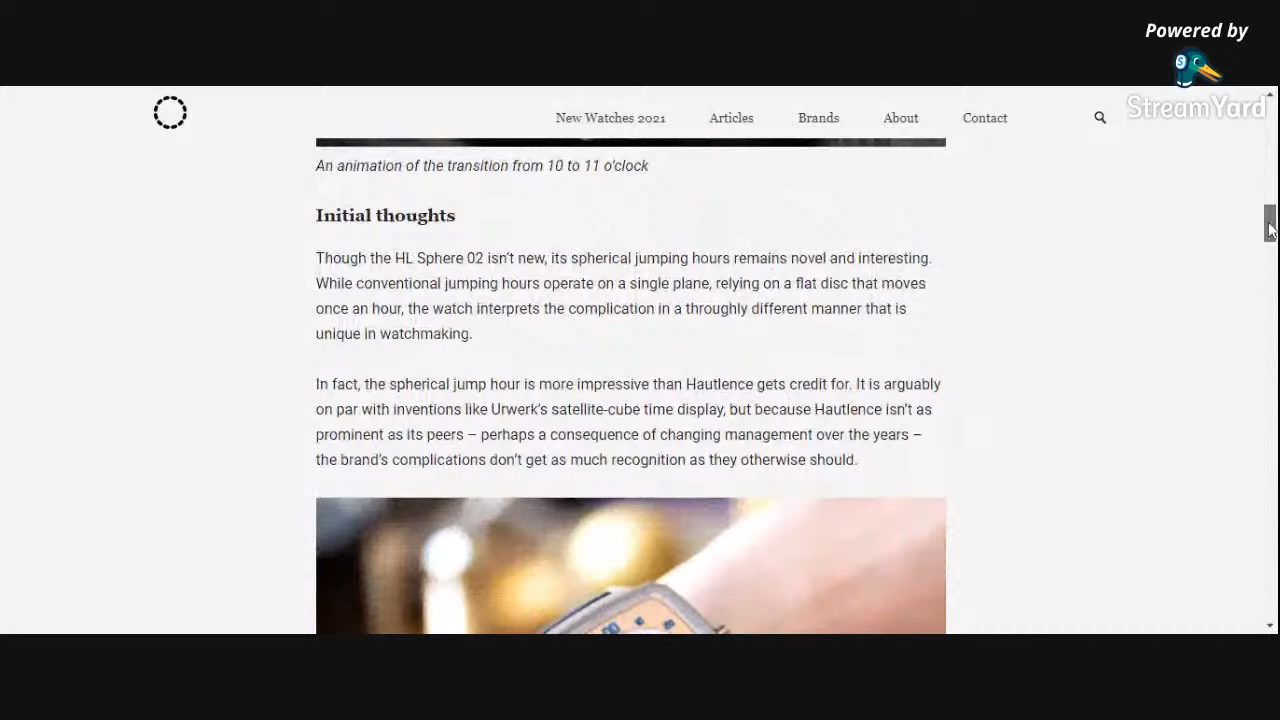 Powered by
StreamYard
New Watches 2021 Articles Brands About Contact
An animation of the transition from 10 to 11 o'clock
Initial thoughts
Though the HL Sphere 02 isn't new, its spherical jumping hours remains novel and interesting.
While conventional jumping hours operate on a single plane, relying on a flat disc that moves
once an hour, the watch interprets the complication in a throughly different manner that is
unique in watchmaking.
In fact, the spherical jump hour is more impressive than Hautlence gets credit for. It is arguably
on par with inventions like Urwerk's satellite-cube time display, but because Hautlence isn't as
prominent as its peers – perhaps a consequence of changing management over the years –
the brand's complications don't get as much recognition as they otherwise should.